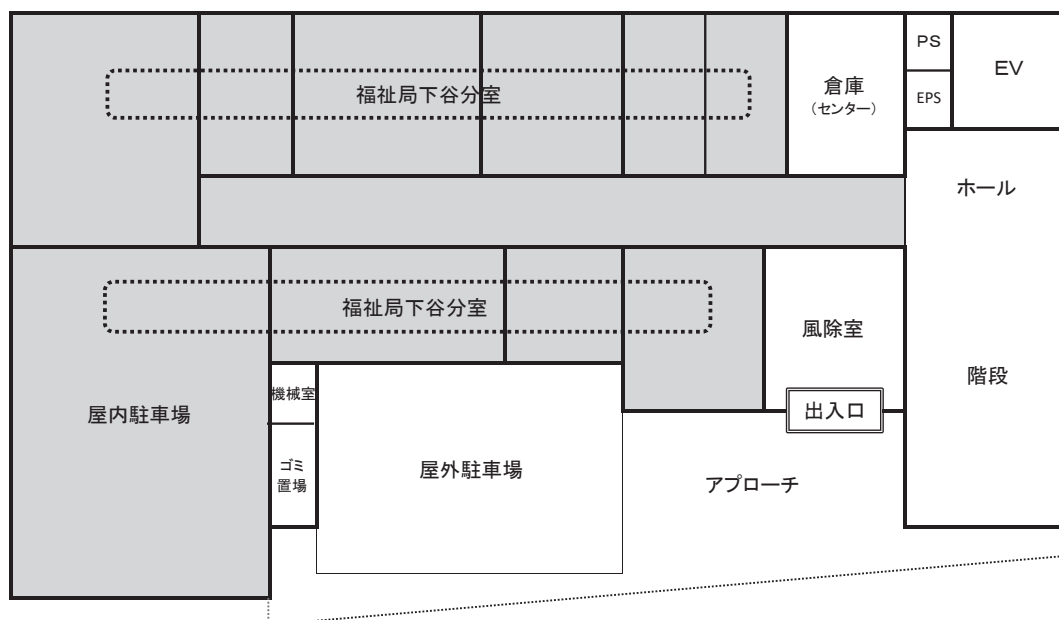 福祉局下谷分室
倉庫
(センター)
PS
EPS
EV
ホール
福祉局下谷分室
風除室
階段
機械室
屋内駐車場
出入口
ゴミ
置場
屋外駐車場
アプローチ